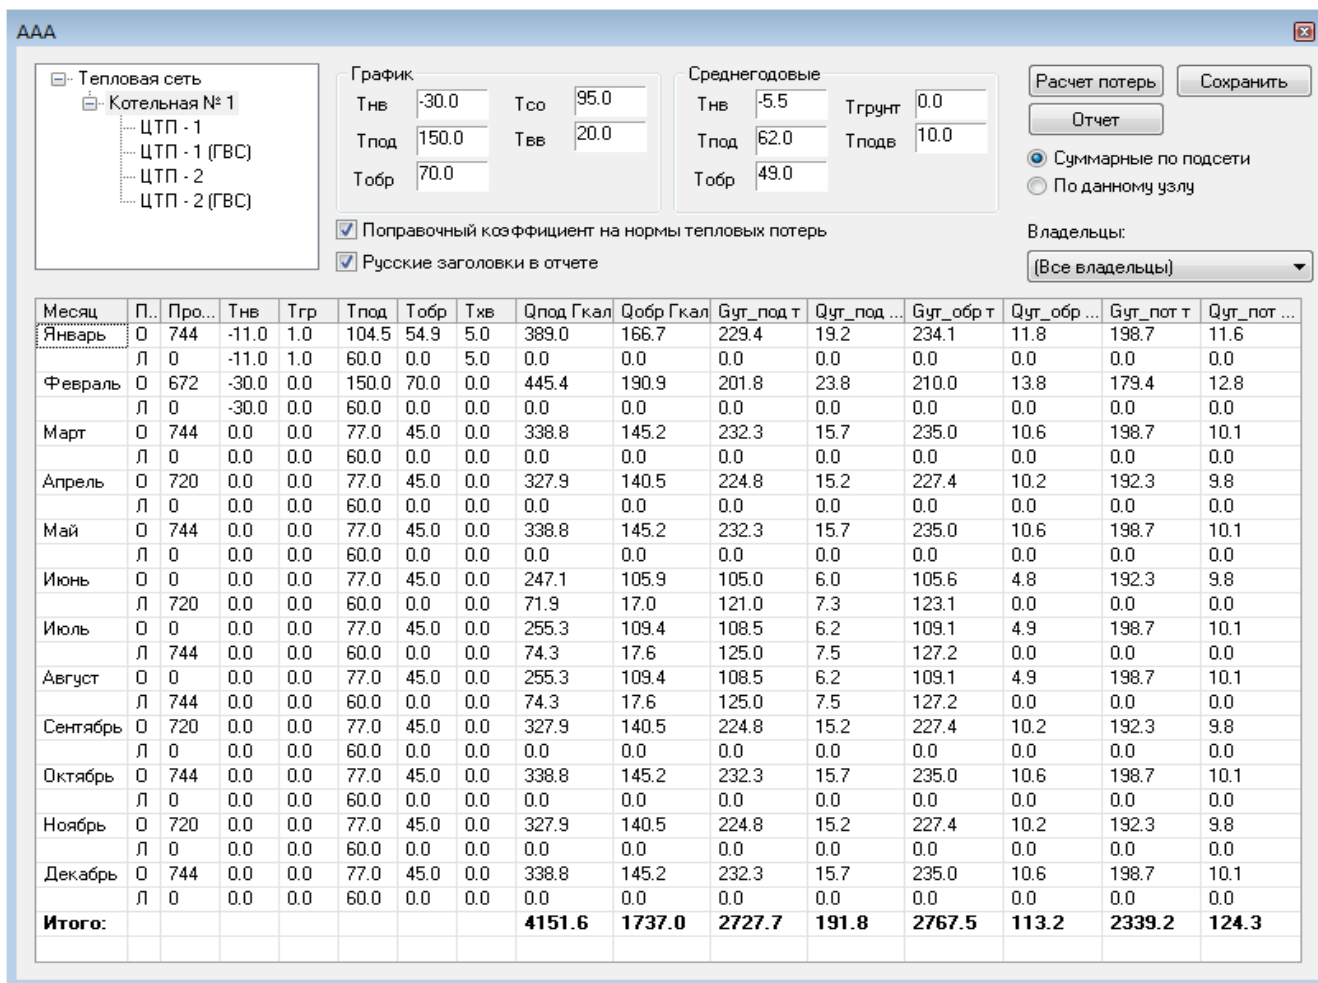 AAA
Тепловая сеть
Котельная № 1
ЦТП - 1
ЦТП - 1 (ГВС)
ЦТП - 2
ЦТП - 2 (ГВС)
График
Тнв -30.0 Тсо 95.0
Тпод 150.0 Твв 20.0
Тобр 70.0
Среднегодовые
Тнв -5.5 Тгрунт 0.0
Тпод 62.0 Тподв 10.0
Тобр 49.0
Поправочный коэффициент на нормы тепловых потерь
Русские заголовки в отчете
Расчет потерь Сохранить
Отчет
Суммарные по подсети
По данному узлу
Владельцы:
(Все владельцы)
Месяц П.. Про... Тнв Тгр Тпод Тобр Тхв Qпод Гкал Qобр Гкал Gут_под т Qут_под ... Gут_обр т Qут_обр ... Gут_пот т Qут_пот ...
Январь О 744 -11.0 1.0 104.5 54.9 5.0 389.0 166.7 229.4 19.2 234.1 11.8 198.7 11.6
Л 0 -11.0 1.0 60.0 0.0 5.0 0.0 0.0 0.0 0.0 0.0 0.0 0.0 0.0
Февраль О 672 -30.0 0.0 150.0 70.0 0.0 445.4 190.9 201.8 23.8 210.0 13.8 179.4 12.8
Л 0 -30.0 0.0 60.0 0.0 0.0 0.0 0.0 0.0 0.0 0.0 0.0 0.0 0.0
Март О 744 0.0 0.0 77.0 45.0 0.0 338.8 145.2 232.3 15.7 235.0 10.6 198.7 10.1
Л 0 0.0 0.0 60.0 0.0 0.0 0.0 0.0 0.0 0.0 0.0 0.0 0.0 0.0
Апрель О 720 0.0 0.0 77.0 45.0 0.0 327.9 140.5 224.8 15.2 227.4 10.2 192.3 9.8
Л 0 0.0 0.0 60.0 0.0 0.0 0.0 0.0 0.0 0.0 0.0 0.0 0.0 0.0
Май О 744 0.0 0.0 77.0 45.0 0.0 338.8 145.2 232.3 15.7 235.0 10.6 198.7 10.1
Л 0 0.0 0.0 60.0 0.0 0.0 0.0 0.0 0.0 0.0 0.0 0.0 0.0 0.0
Июнь О 0 0.0 0.0 77.0 45.0 0.0 247.1 105.9 105.0 6.0 105.6 4.8 192.3 9.8
Л 720 0.0 0.0 60.0 0.0 0.0 71.9 17.0 121.0 7.3 123.1 0.0 0.0 0.0
Июль О 0 0.0 0.0 77.0 45.0 0.0 255.3 109.4 108.5 6.2 109.1 4.9 198.7 10.1
Л 744 0.0 0.0 60.0 0.0 0.0 74.3 17.6 125.0 7.5 127.2 0.0 0.0 0.0
Август О 0 0.0 0.0 77.0 45.0 0.0 255.3 109.4 108.5 6.2 109.1 4.9 198.7 10.1
Л 744 0.0 0.0 60.0 0.0 0.0 74.3 17.6 125.0 7.5 127.2 0.0 0.0 0.0
Сентябрь О 720 0.0 0.0 77.0 45.0 0.0 327.9 140.5 224.8 15.2 227.4 10.2 192.3 9.8
Л 0 0.0 0.0 60.0 0.0 0.0 0.0 0.0 0.0 0.0 0.0 0.0 0.0 0.0
Октябрь О 744 0.0 0.0 77.0 45.0 0.0 338.8 145.2 232.3 15.7 235.0 10.6 198.7 10.1
Л 0 0.0 0.0 60.0 0.0 0.0 0.0 0.0 0.0 0.0 0.0 0.0 0.0 0.0
Ноябрь О 720 0.0 0.0 77.0 45.0 0.0 327.9 140.5 224.8 15.2 227.4 10.2 192.3 9.8
Л 0 0.0 0.0 60.0 0.0 0.0 0.0 0.0 0.0 0.0 0.0 0.0 0.0 0.0
Декабрь О 744 0.0 0.0 77.0 45.0 0.0 338.8 145.2 232.3 15.7 235.0 10.6 198.7 10.1
Л 0 0.0 0.0 60.0 0.0 0.0 0.0 0.0 0.0 0.0 0.0 0.0 0.0 0.0
Итого: 4151.6 1737.0 2727.7 191.8 2767.5 113.2 2339.2 124.3